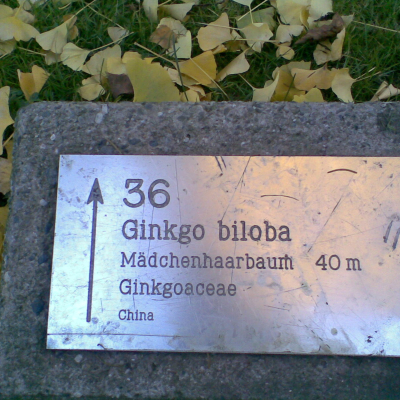 36
Ginkgo biloba
Mädchenhaarbaum 40 m
Ginkgoaceae
China